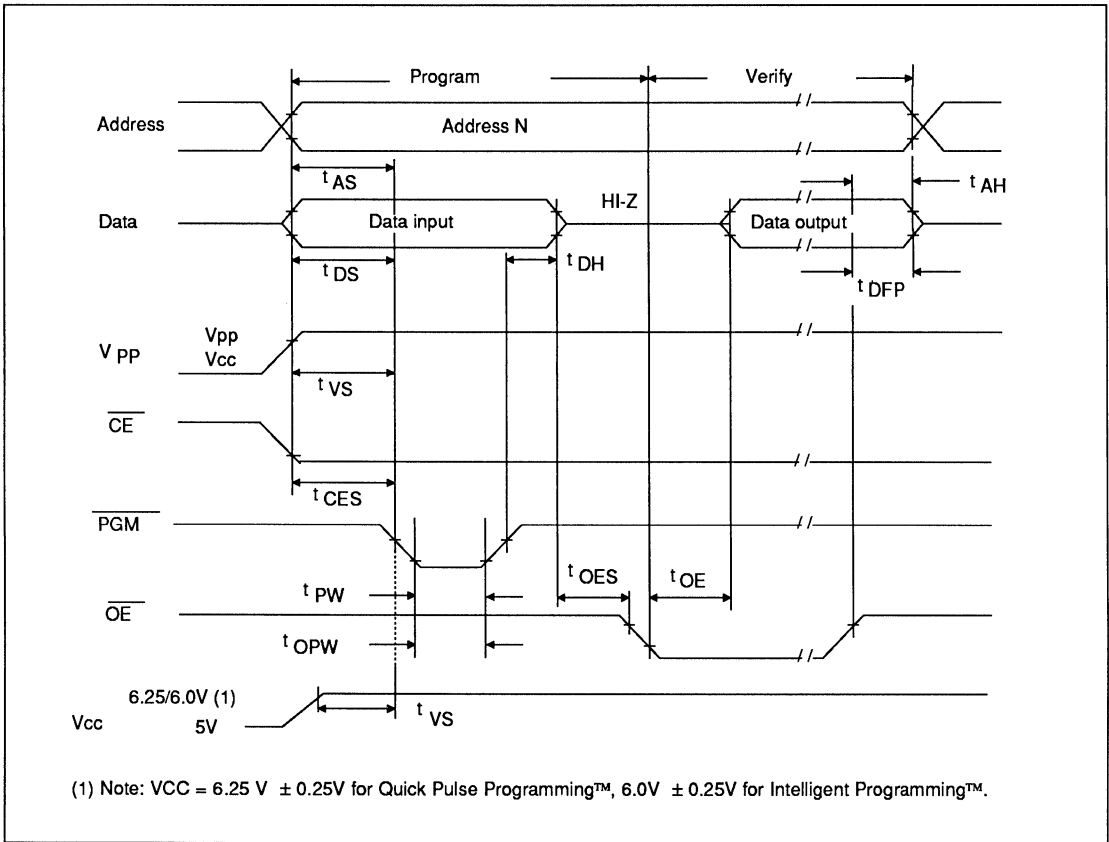 Program Verify
Address Address N
t AS t AH
HI-Z
Data Data input Data output
t DS t DH t DFP
Vpp
V PP Vcc
t VS
CE
t CES
PGM
t OES t OE
t PW
OE
t OPW
6.25/6.0V (1)
Vcc 5V t VS
(1) Note: VCC = 6.25 V ± 0.25V for Quick Pulse Programming™, 6.0V ± 0.25V for Intelligent Programming™.